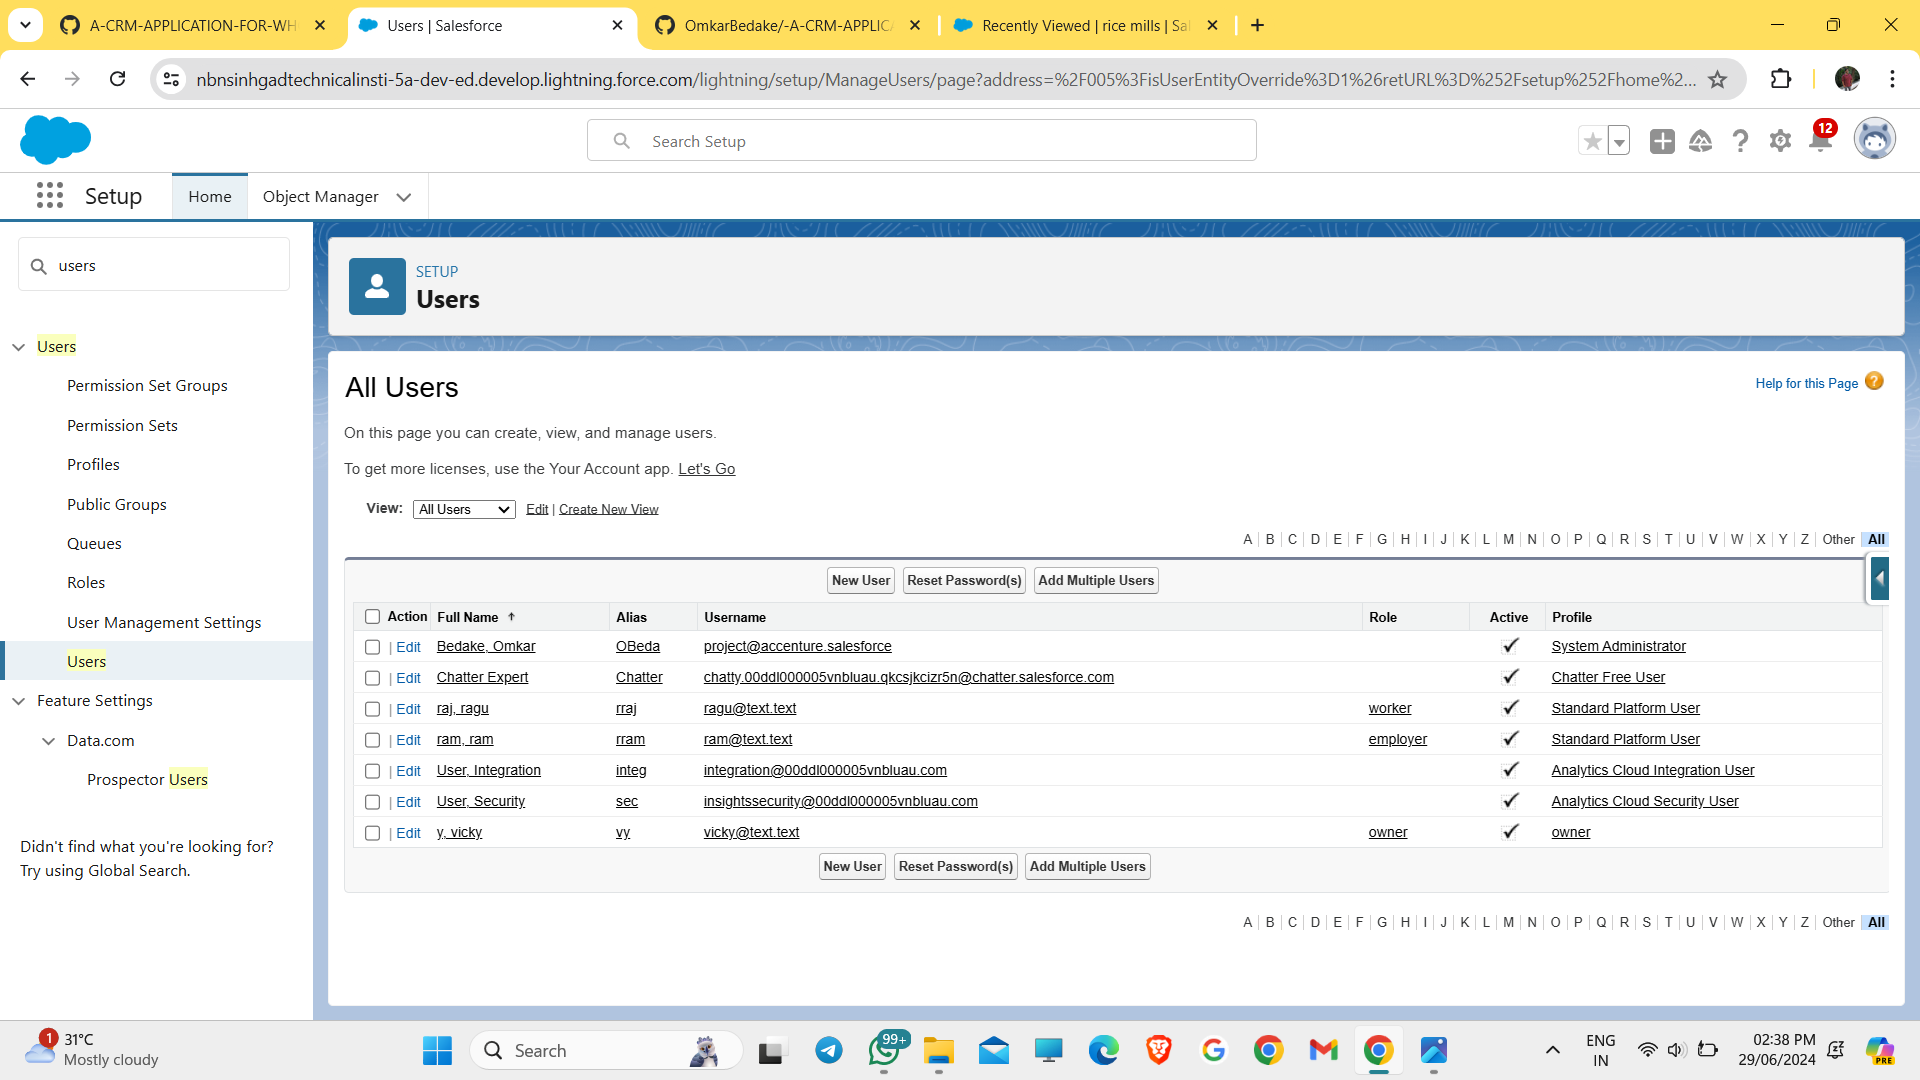 A-CRM-APPLICATION-FOR-WH
Users | Salesforce
OmkarBedake/-A-CRM-APPLICA
Recently Viewed | rice mills | Sal
nbnsinhgadtechnicalinsti-5a-dev-ed.develop.lightning.force.com/lightning/setup/ManageUsers/page?address=%2F005%3FisUserEntityOverride%3D1%26retURL%3D%252Fsetup%252Fhome%2...
Search Setup
12
Setup
Home
Object Manager
users
SETUP
Users
Users
Permission Set Groups
Permission Sets
Profiles
Public Groups
Queues
Roles
User Management Settings
Users
Feature Settings
Data.com
Prospector Users
Didn't find what you're looking for?
Try using Global Search.
All Users
Help for this Page ?
On this page you can create, view, and manage users.
To get more licenses, use the Your Account app. Let's Go
View: All Users Edit | Create New View
A B C D E F G H I J K L M N O P Q R S T U V W X Y Z Other All
New User Reset Password(s) Add Multiple Users
Action Full Name ↑ Alias Username Role Active Profile
| Edit Bedake, Omkar OBeda project@accenture.salesforce System Administrator
| Edit Chatter Expert Chatter chatty.00ddl000005vnbluau.qkcsjkcizr5n@chatter.salesforce.com Chatter Free User
| Edit raj, ragu rraj ragu@text.text worker Standard Platform User
| Edit ram, ram rram ram@text.text employer Standard Platform User
| Edit User, Integration integ integration@00ddl000005vnbluau.com Analytics Cloud Integration User
| Edit User, Security sec insightssecurity@00ddl000005vnbluau.com Analytics Cloud Security User
| Edit y, vicky vy vicky@text.text owner owner
New User Reset Password(s) Add Multiple Users
A B C D E F G H I J K L M N O P Q R S T U V W X Y Z Other All
1
31°C
Mostly cloudy
Search
99+
ENG
IN
02:38 PM
29/06/2024
PRE